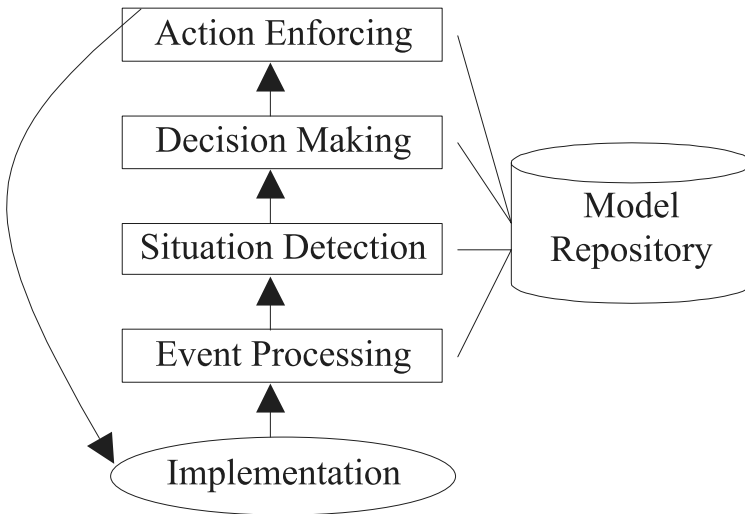 Action Enforcing
Decision Making
Situation Detection
Event Processing
Implementation
Model
Repository